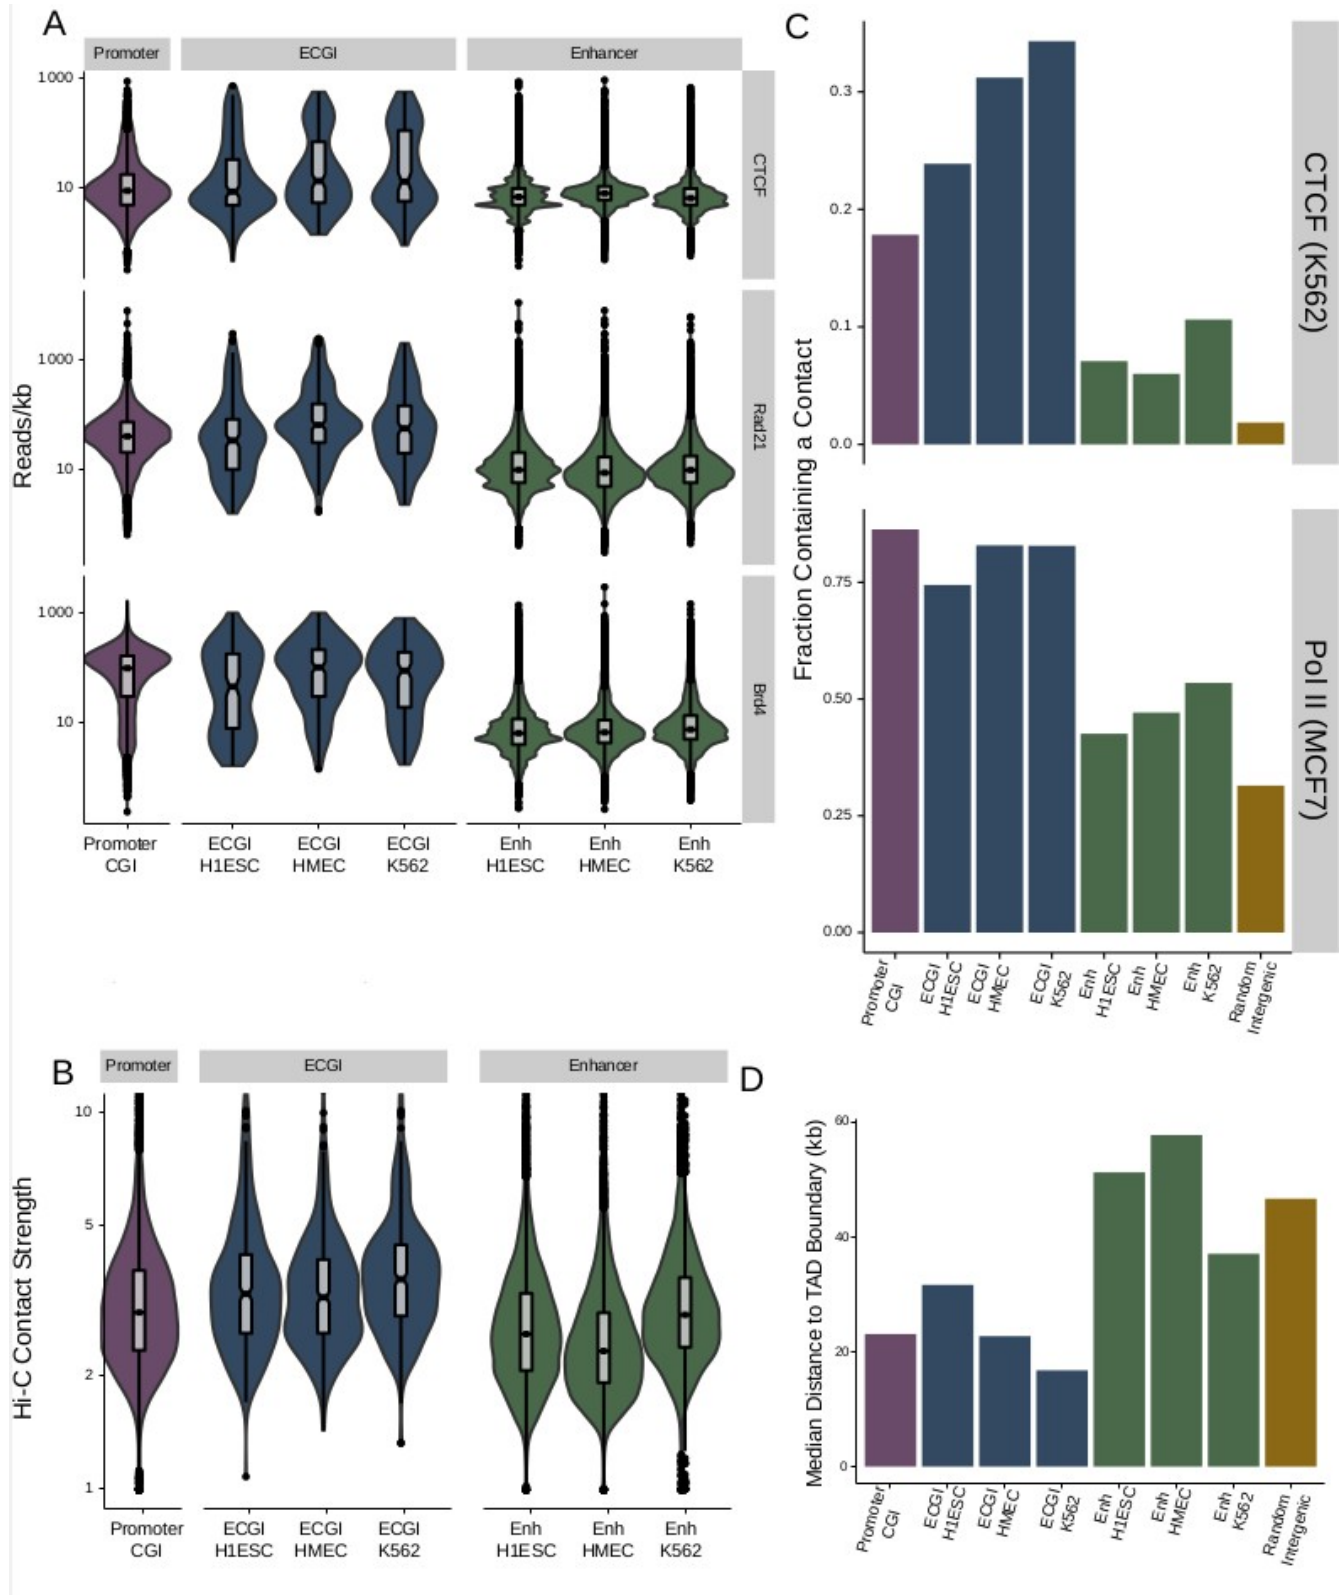 A
Promoter
ECGI
Enhancer
1000
10
CTCF
1000
10
Rad21
1000
10
Brd4
Reads/kb
Promoter
CGI
ECGI
H1ESC
ECGI
HMEC
ECGI
K562
Enh
H1ESC
Enh
HMEC
Enh
K562
C
0.3
0.2
0.1
0.0
CTCF (K562)
Fraction Containing a Contact
0.75
0.50
0.25
0.00
Pol II (MCF7)
Promoter
CGI
ECGI
H1ESC
ECGI
HMEC
ECGI
K562
Enh
H1ESC
Enh
HMEC
Enh
K562
Random
Intergenic
B
Promoter
ECGI
Enhancer
10
5
2
1
Hi-C Contact Strength
Promoter
CGI
ECGI
H1ESC
ECGI
HMEC
ECGI
K562
Enh
H1ESC
Enh
HMEC
Enh
K562
D
60
40
20
0
Median Distance to TAD Boundary (kb)
Promoter
CGI
ECGI
H1ESC
ECGI
HMEC
ECGI
K562
Enh
H1ESC
Enh
HMEC
Enh
K562
Random
Intergenic